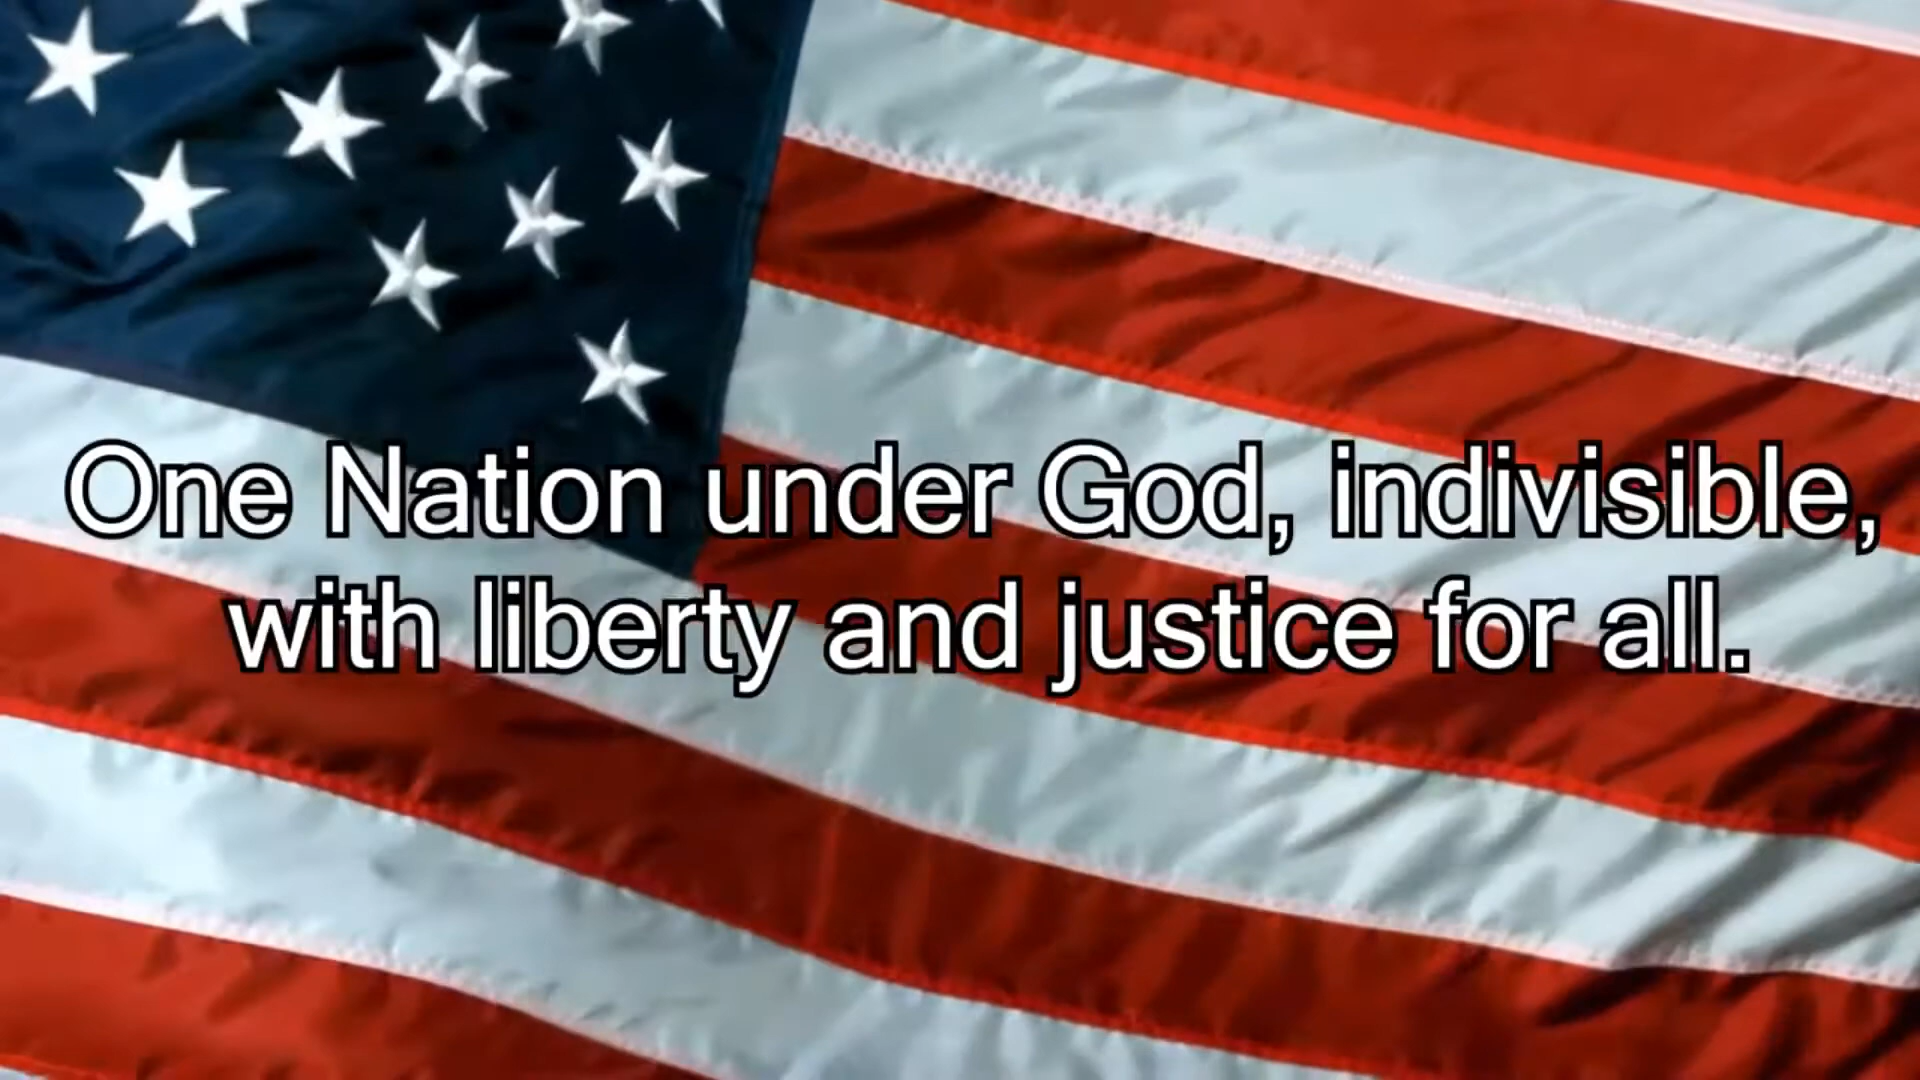 One Nation under God, indivisible,
with liberty and justice for all.